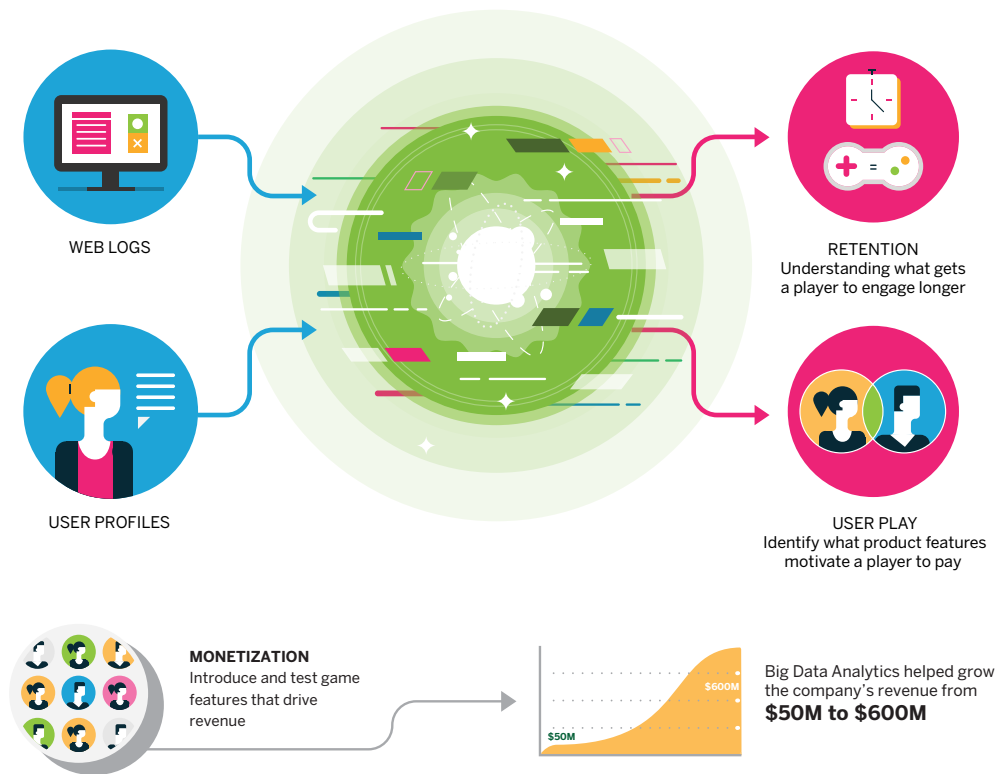 WEB LOGS
RETENTION
Understanding what gets
a player to engage longer
USER PROFILES
USER PLAY
Identify what product features
motivate a player to pay
MONETIZATION
Introduce and test game
features that drive
revenue
$50M
$600M
Big Data Analytics helped grow
the company's revenue from
$50M to $600M